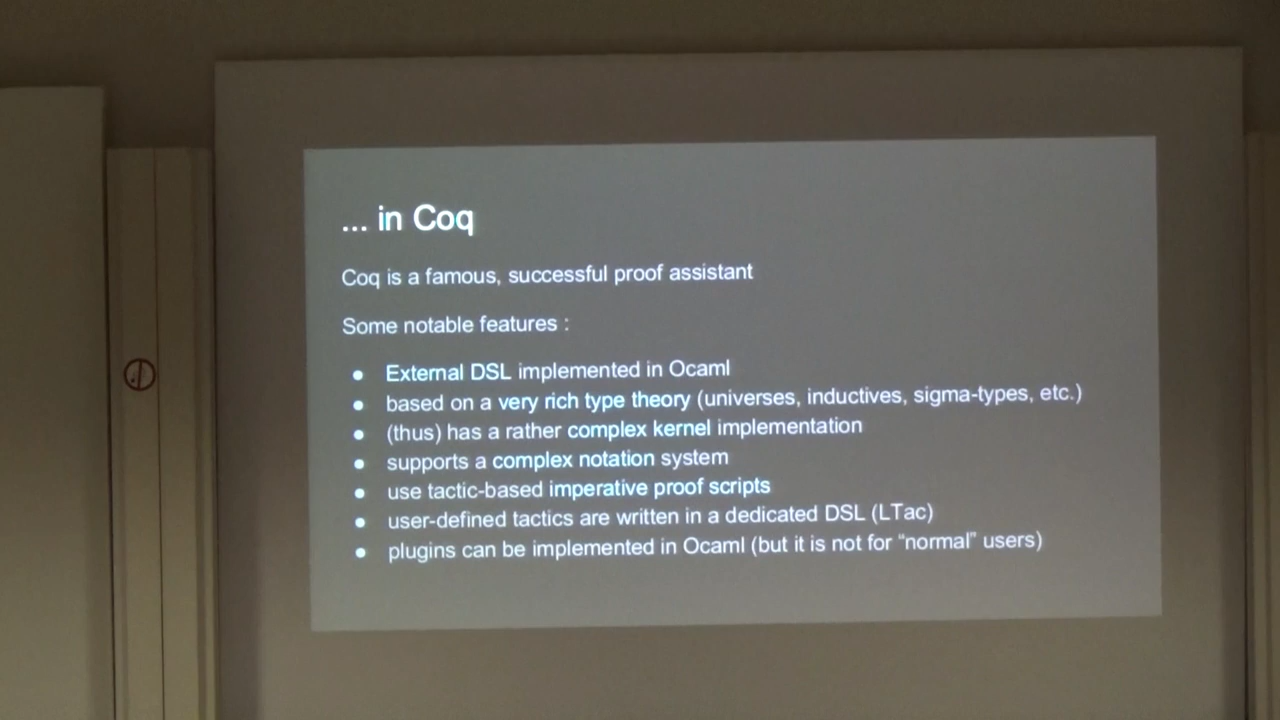 ... in Coq
Coq is a famous, successful proof assistant
Some notable features :
● External DSL implemented in Ocaml
● based on a very rich type theory (universes, inductives, sigma-types, etc.)
● (thus) has a rather complex kernel implementation
● supports a complex notation system
● use tactic-based imperative proof scripts
● user-defined tactics are written in a dedicated DSL (LTac)
● plugins can be implemented in Ocaml (but it is not for “normal” users)